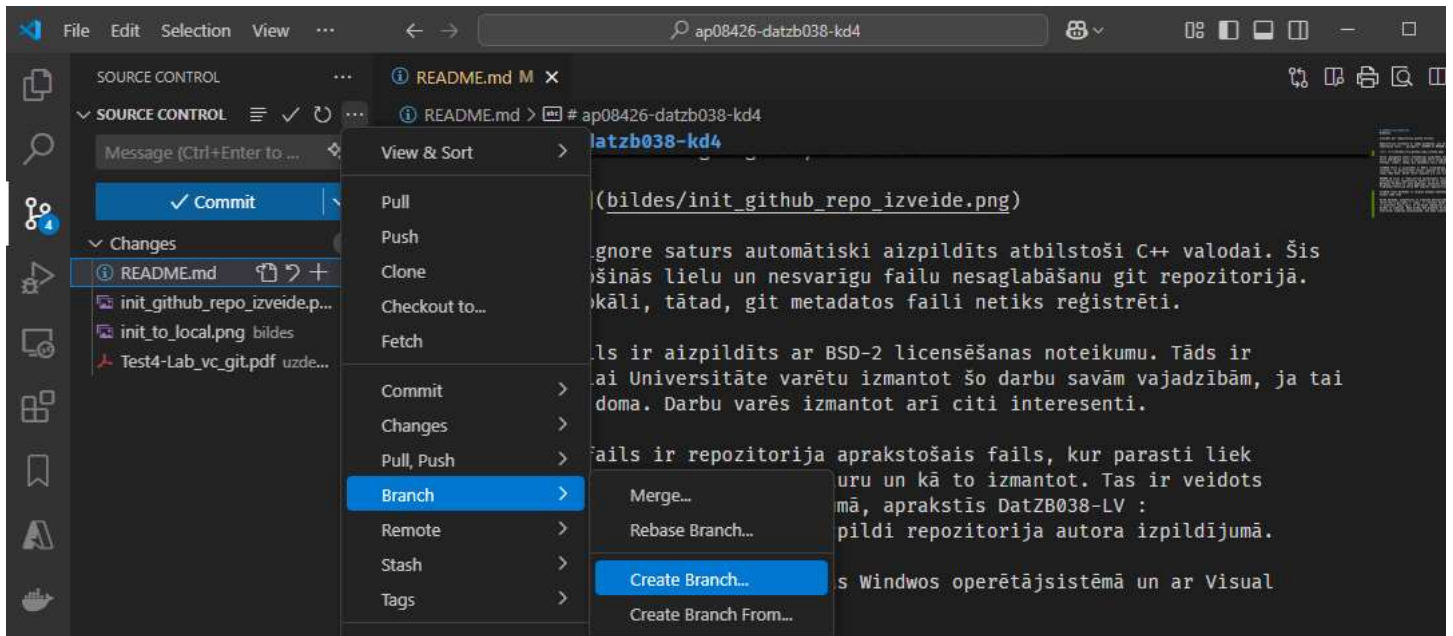 File Edit Selection View ...
ap08426-datzb038-kd4
SOURCE CONTROL ...
SOURCE CONTROL ...
Message (Ctrl+Enter to ...
Commit
Changes
README.md
init_github_repo_izveide.p...
init_to_local.png bildes
Test4-Lab_vc_git.pdf uzde...
4
View & Sort
Pull
Push
Clone
Checkout to...
Fetch
Commit
Changes
Pull, Push
Branch
Remote
Stash
Tags
Merge...
Rebase Branch...
Create Branch...
Create Branch From...
README.md M
README.md > # ap08426-datzb038-kd4
datzb038-kd4
(bildes/init_github_repo_izveide.png)
gnore saturs automātiski aizpildīts atbilstoši C++ valodai. Šis
ošinās lielu un nesvarīgu failu nesaglabāšanu git repozitorijā.
okāli, tātad, git metadatos faili netiks reģistrēti.
ls ir aizpildīts ar BSD-2 licensēšanas noteikumu. Tāds ir
ai Universitāte varētu izmantot šo darbu savām vajadzībām, ja tai
doma. Darbu varēs izmantot arī citi interesenti.
fails ir repozitorija aprakstošais fails, kur parasti liek
uru un kā to izmantot. Tas ir veidots
mā, aprakstīs DatZB038-LV :
pildi repozitorija autora izpildījumā.
s Windwos operētājsistēmā un ar Visual